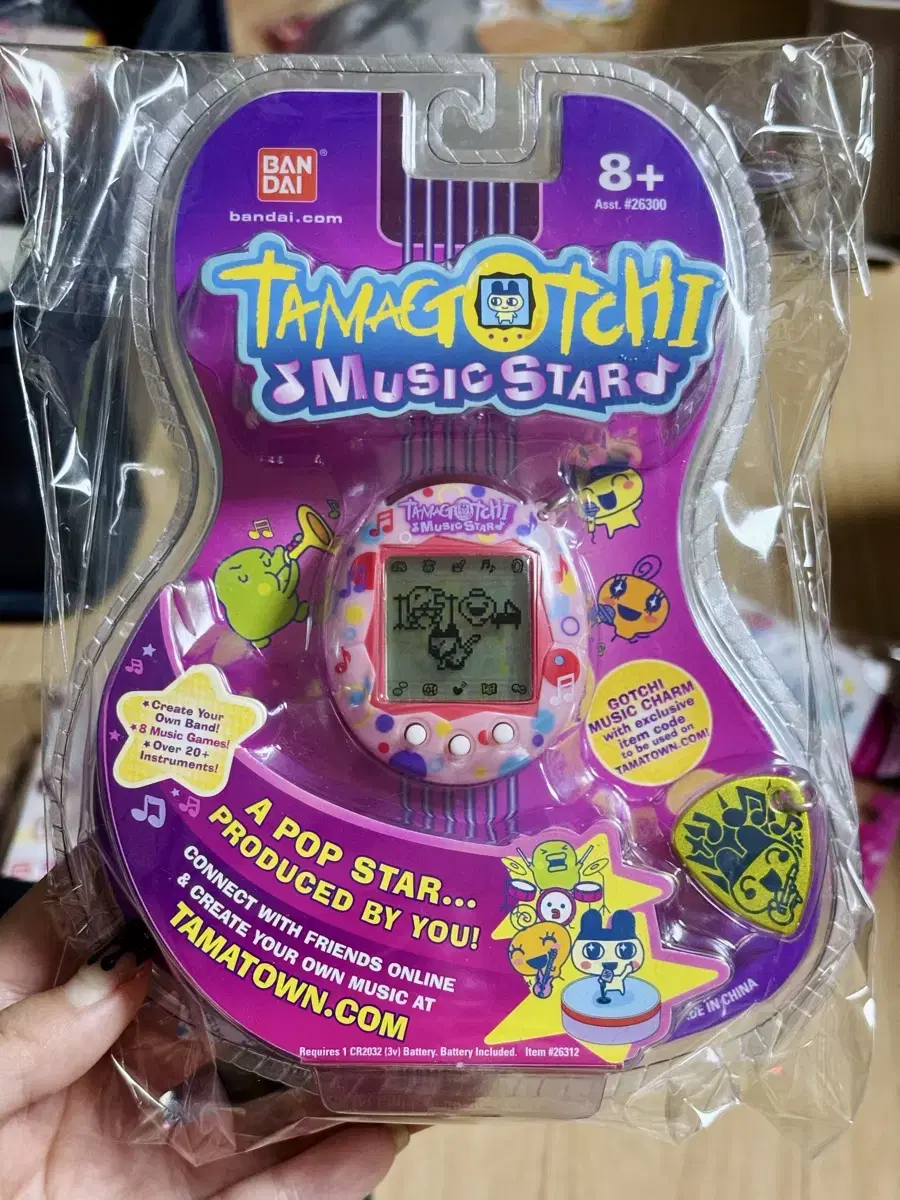 BAN
DAI
®
bandai.com
8+
Asst. #26300
TAMAGOTCHI
♪MUSIC STAR♪
TAMAGOTCHI
♪MUSIC STAR♪
★Create Your
Own Band!
★8 Music Games!
★Over 20+
Instruments!
GOTCHI
MUSIC CHARM
with exclusive
item code
to be used on
TAMATOWN.COM!
A POP STAR...
PRODUCED BY YOU!
CONNECT WITH FRIENDS ONLINE
& CREATE YOUR OWN MUSIC AT
TAMATOWN.COM
DE IN CHINA
Requires 1 CR2032 (3v) Battery. Battery Included. Item #26312